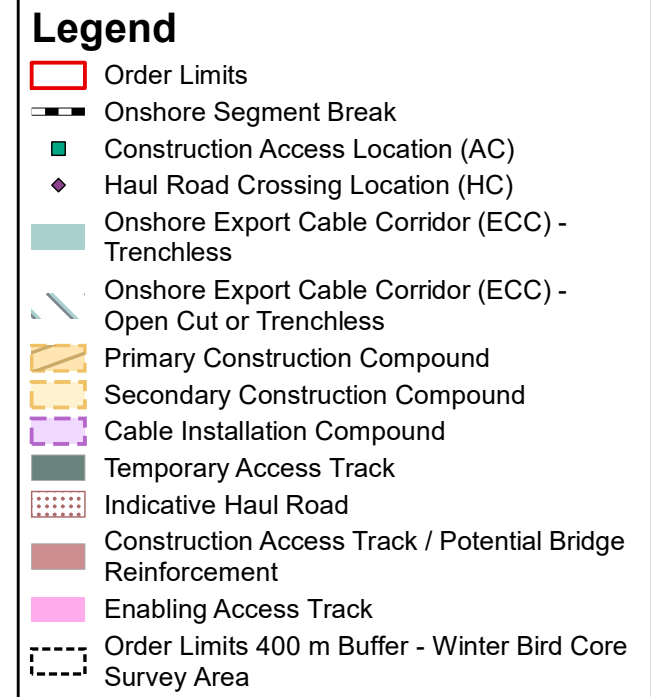 Legend
Order Limits
Onshore Segment Break
Construction Access Location (AC)
Haul Road Crossing Location (HC)
Onshore Export Cable Corridor (ECC) -
Trenchless
Onshore Export Cable Corridor (ECC) -
Open Cut or Trenchless
Primary Construction Compound
Secondary Construction Compound
Cable Installation Compound
Temporary Access Track
Indicative Haul Road
Construction Access Track / Potential Bridge
Reinforcement
Enabling Access Track
Order Limits 400 m Buffer - Winter Bird Core
Survey Area